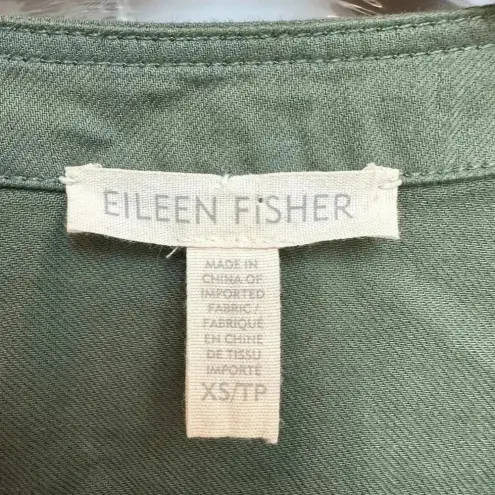 EILEEN FiSHER
MADE IN
CHINA OF
IMPORTED
FABRIC/
FABRIQUÉ
EN CHINE
DE TISSU
IMPORTÉ
XS/TP